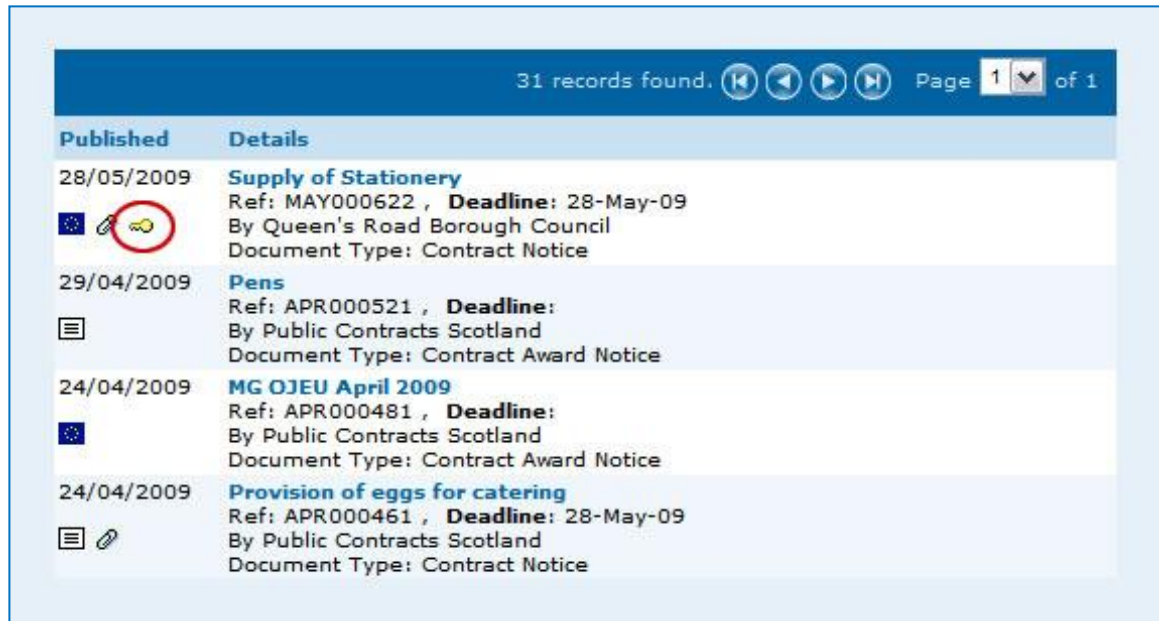 31 records found. Page 1 of 1
Published Details
28/05/2009 Supply of Stationery
Ref: MAY000622 , Deadline: 28-May-09
By Queen's Road Borough Council
Document Type: Contract Notice
29/04/2009 Pens
Ref: APR000521 , Deadline:
By Public Contracts Scotland
Document Type: Contract Award Notice
24/04/2009 MG OJEU April 2009
Ref: APR000481 , Deadline:
By Public Contracts Scotland
Document Type: Contract Award Notice
24/04/2009 Provision of eggs for catering
Ref: APR000461 , Deadline: 28-May-09
By Public Contracts Scotland
Document Type: Contract Notice